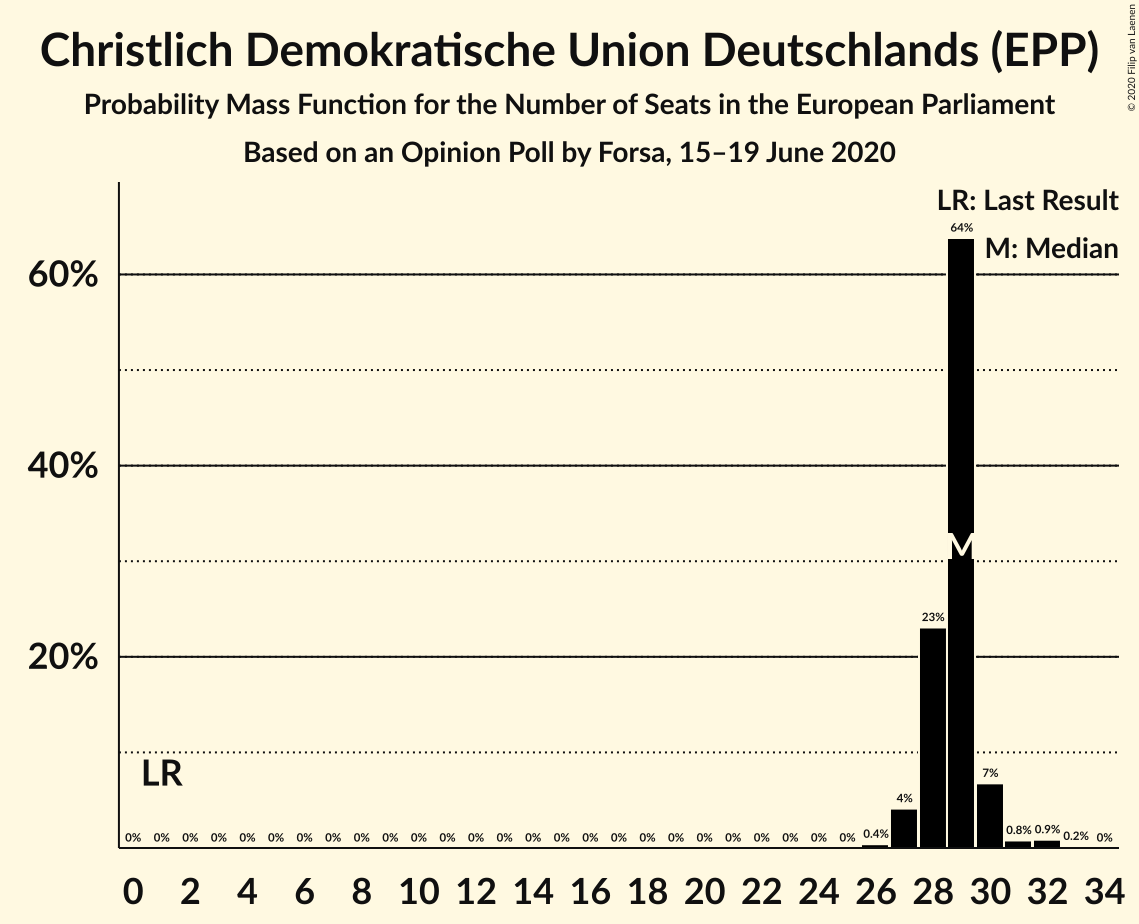 Christlich Demokratische Union Deutschlands (EPP)
Probability Mass Function for the Number of Seats in the European Parliament
Based on an Opinion Poll by Forsa, 15–19 June 2020
© 2020 Filip van Laenen
LR: Last Result
M: Median
64%
60%
40%
M
23%
20%
LR
7%
4%
0% 0% 0% 0% 0% 0% 0% 0% 0% 0% 0% 0% 0% 0% 0% 0% 0% 0% 0% 0% 0% 0% 0% 0% 0% 0% 0.4% 0.8% 0.9% 0.2% 0%
0 2 4 6 8 10 12 14 16 18 20 22 24 26 28 30 32 34